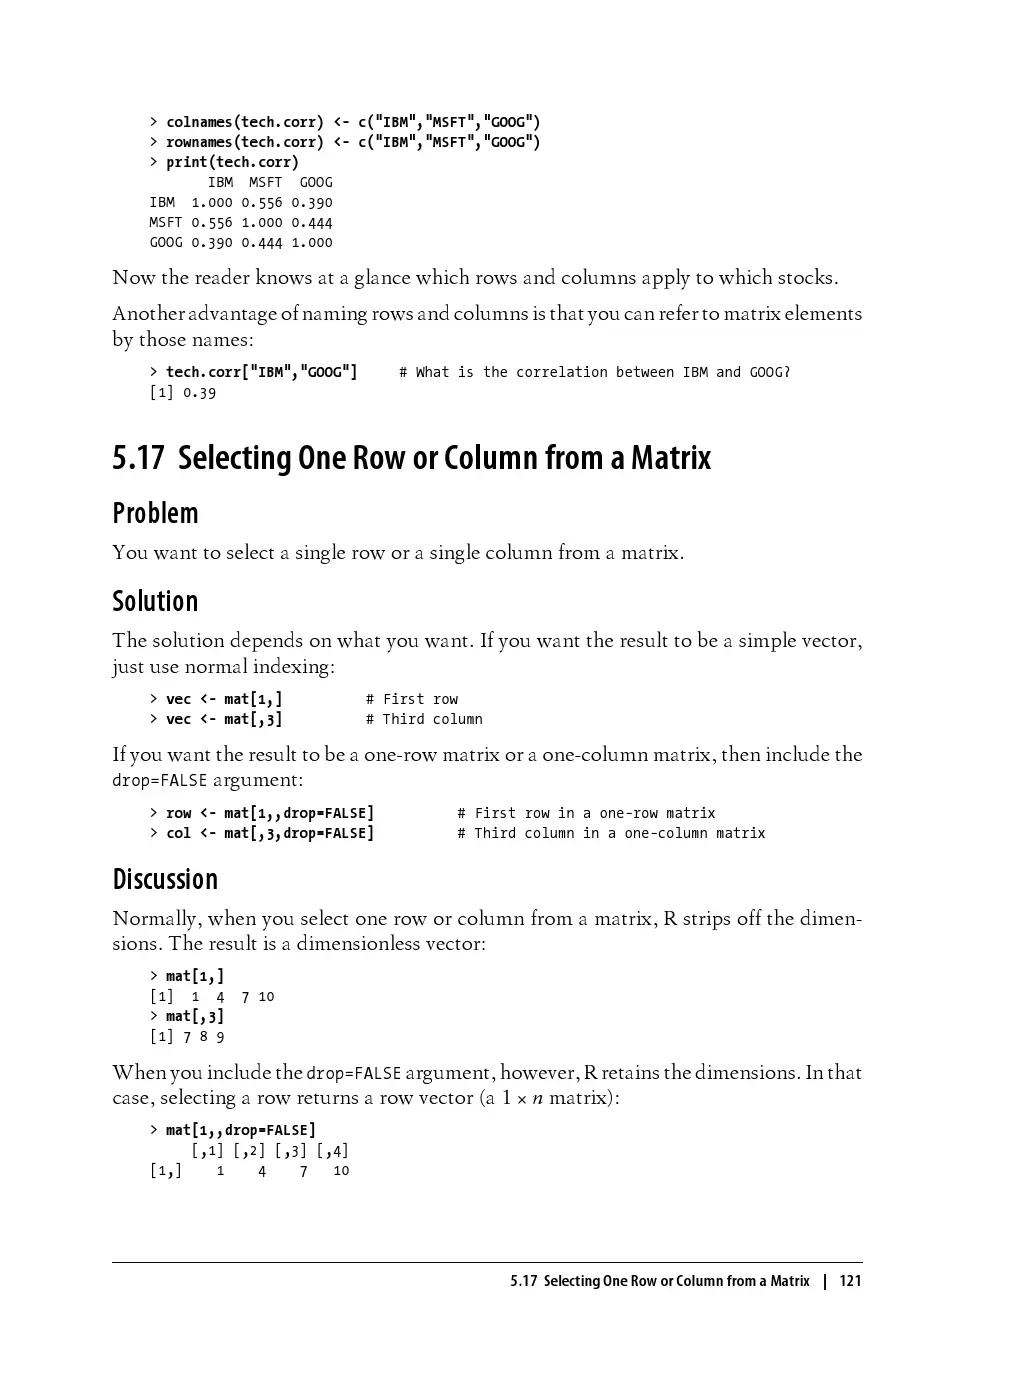 > colnames(tech.corr) <- c("IBM","MSFT","GOOG")
> rownames(tech.corr) <- c("IBM","MSFT","GOOG")
> print(tech.corr)
       IBM  MSFT  GOOG
IBM  1.000 0.556 0.390
MSFT 0.556 1.000 0.444
GOOG 0.390 0.444 1.000
Now the reader knows at a glance which rows and columns apply to which stocks.
Another advantage of naming rows and columns is that you can refer to matrix elements
by those names:
> tech.corr["IBM","GOOG"]     # What is the correlation between IBM and GOOG?
[1] 0.39
5.17 Selecting One Row or Column from a Matrix
Problem
You want to select a single row or a single column from a matrix.
Solution
The solution depends on what you want. If you want the result to be a simple vector,
just use normal indexing:
> vec <- mat[1,]          # First row
> vec <- mat[,3]          # Third column
If you want the result to be a one-row matrix or a one-column matrix, then include the
drop=FALSE argument:
> row <- mat[1,,drop=FALSE]          # First row in a one-row matrix
> col <- mat[,3,drop=FALSE]          # Third column in a one-column matrix
Discussion
Normally, when you select one row or column from a matrix, R strips off the dimen-
sions. The result is a dimensionless vector:
> mat[1,]
[1]  1  4  7 10
> mat[,3]
[1] 7 8 9
When you include the drop=FALSE argument, however, R retains the dimensions. In that
case, selecting a row returns a row vector (a 1 × n matrix):
> mat[1,,drop=FALSE]
     [,1] [,2] [,3] [,4]
[1,]    1    4    7   10
5.17 Selecting One Row or Column from a Matrix | 121